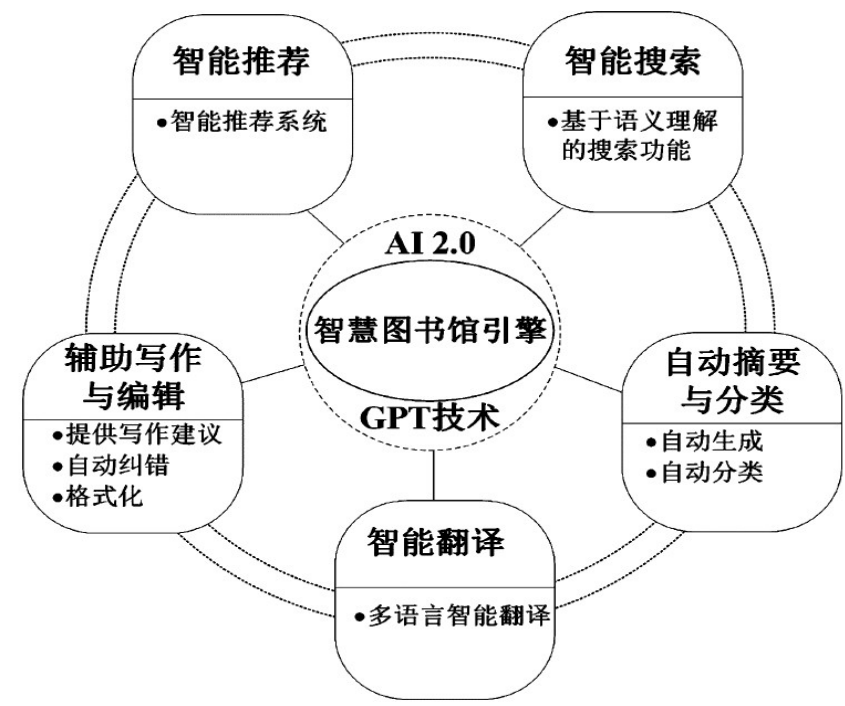 智能推荐
●智能推荐系统
智能搜索
●基于语义理解
的搜索功能
AI 2.0
智慧图书馆引擎
GPT技术
辅助写作
与编辑
●提供写作建议
●自动纠错
●格式化
自动摘要
与分类
●自动生成
●自动分类
智能翻译
●多语言智能翻译